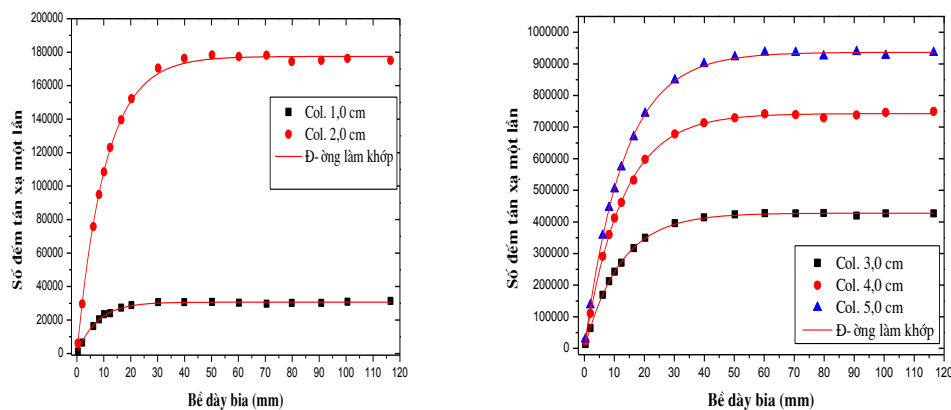 Số đếm tán xạ một lần
200000
180000
160000
140000
120000
100000
80000
60000
40000
20000
0
Col. 1,0 cm
Col. 2,0 cm
Đ- ờng làm khớp
0 10 20 30 40 50 60 70 80 90 100 110 120
Bề dày bia (mm)
Số đếm tán xạ một lần
1000000
900000
800000
700000
600000
500000
400000
300000
200000
100000
0
Col. 3,0 cm
Col. 4,0 cm
Col. 5,0 cm
Đ- ờng làm khớp
0 10 20 30 40 50 60 70 80 90 100 110 120
Bề dày bia (mm)